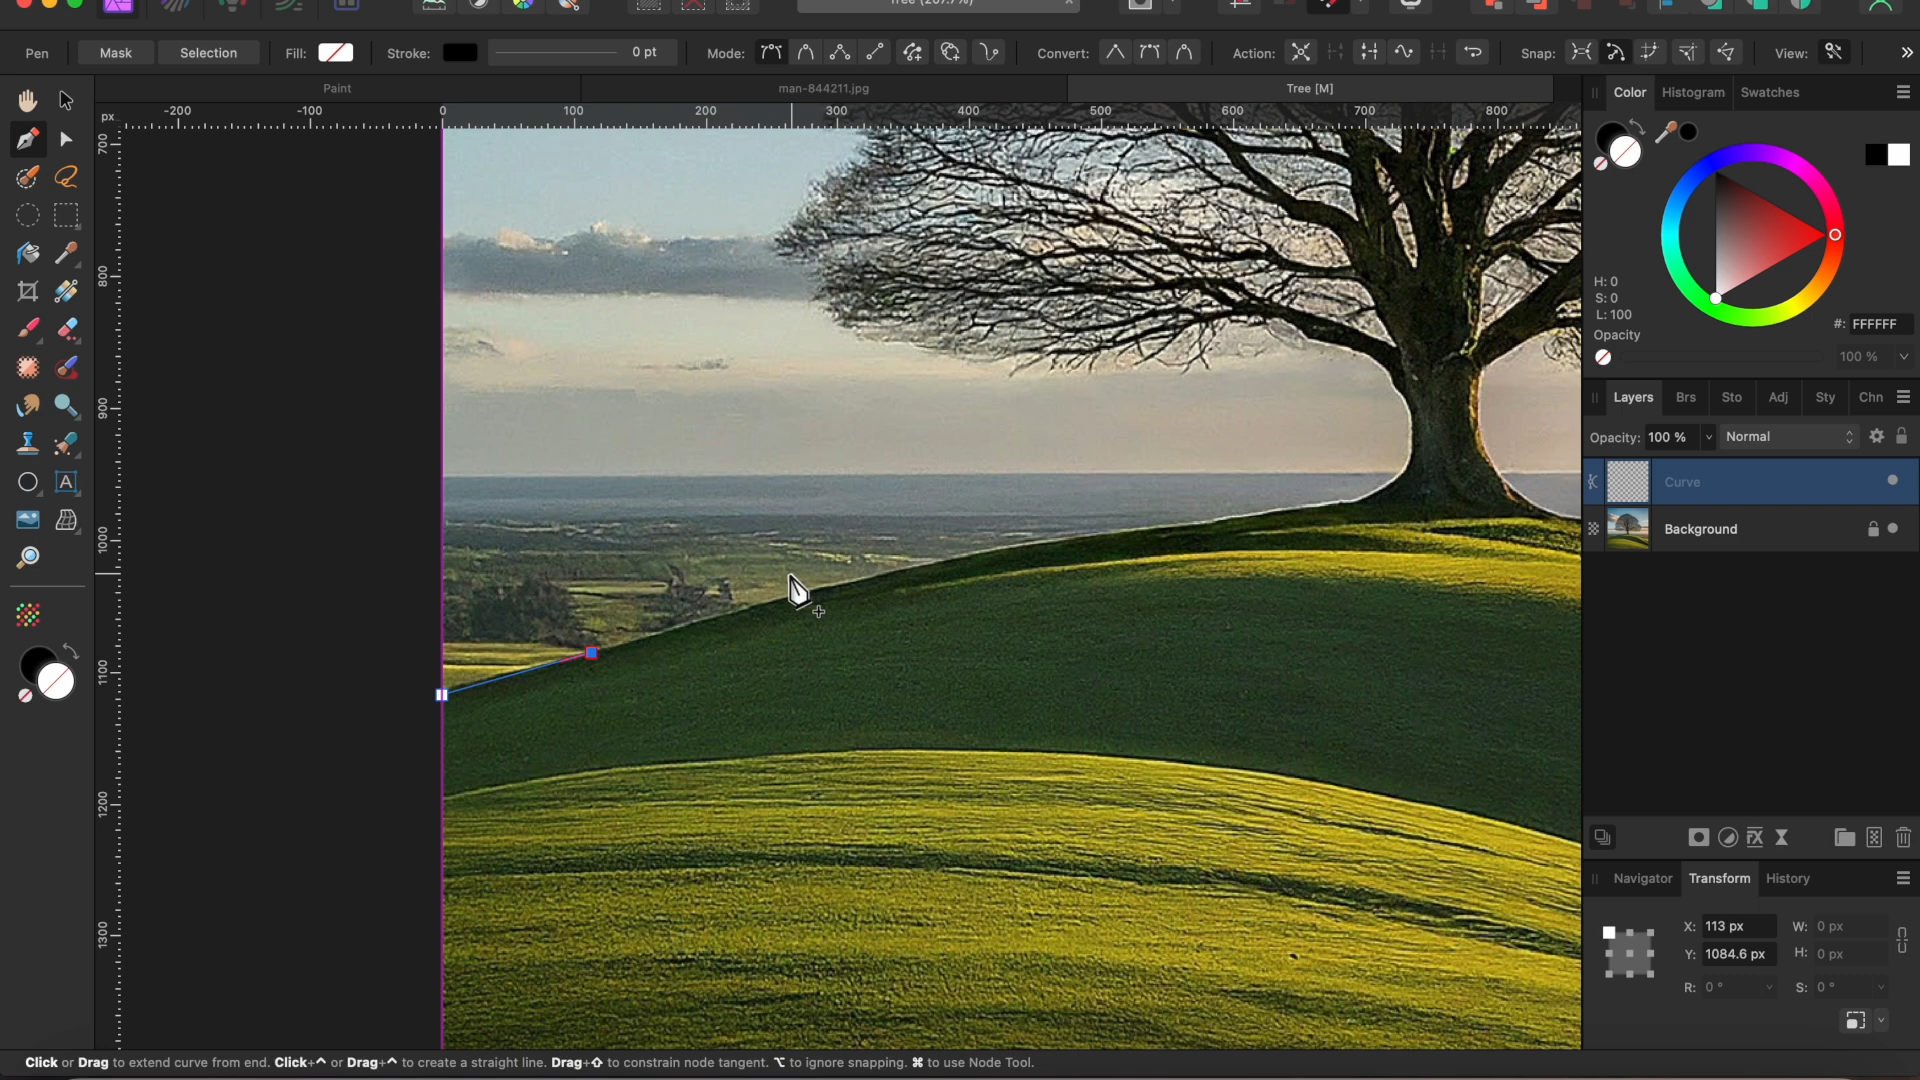 Tree (207.7%)
Pen
Mask
Selection
Fill:
Stroke:
0 pt
Mode:
Convert:
Action:
Snap:
View:
Paint
man-844211.jpg
Tree [M]
px
-200
-100
0
100
200
300
400
500
600
700
800
700
800
900
1000
1100
1200
1300
Color
Histogram
Swatches
H: 0
S: 0
L: 100
#: FFFFFF
Opacity
100 %
Layers
Brs
Sto
Adj
Sty
Chn
Opacity: 100 %
Normal
Curve
Background
Navigator
Transform
History
X: 113 px
W: 0 px
Y: 1084.6 px
H: 0 px
R: 0 °
S: 0 °
Click or Drag to extend curve from end. Click+⌃ or Drag+⌃ to create a straight line. Drag+⇧ to constrain node tangent. ⌥ to ignore snapping. ⌘ to use Node Tool.